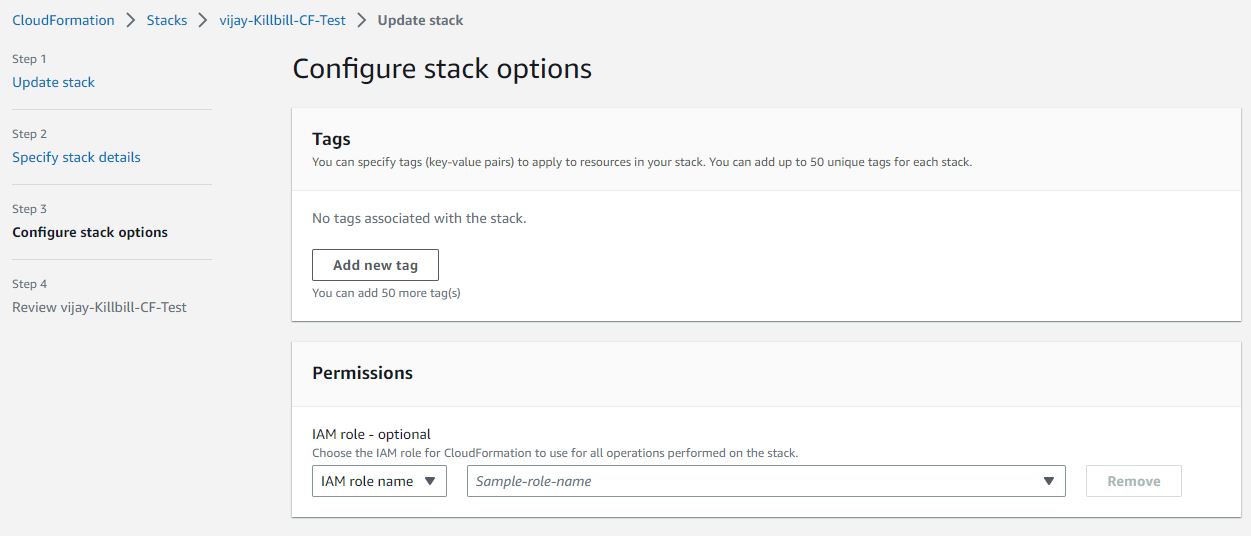 CloudFormation > Stacks > vijay-Killbill-CF-Test > Update stack
Step 1
Update stack
Step 2
Specify stack details
Step 3
Configure stack options
Step 4
Review vijay-Killbill-CF-Test
Configure stack options
Tags
You can specify tags (key-value pairs) to apply to resources in your stack. You can add up to 50 unique tags for each stack.
No tags associated with the stack.
Add new tag
You can add 50 more tag(s)
Permissions
IAM role - optional
Choose the IAM role for CloudFormation to use for all operations performed on the stack.
IAM role name Sample-role-name Remove